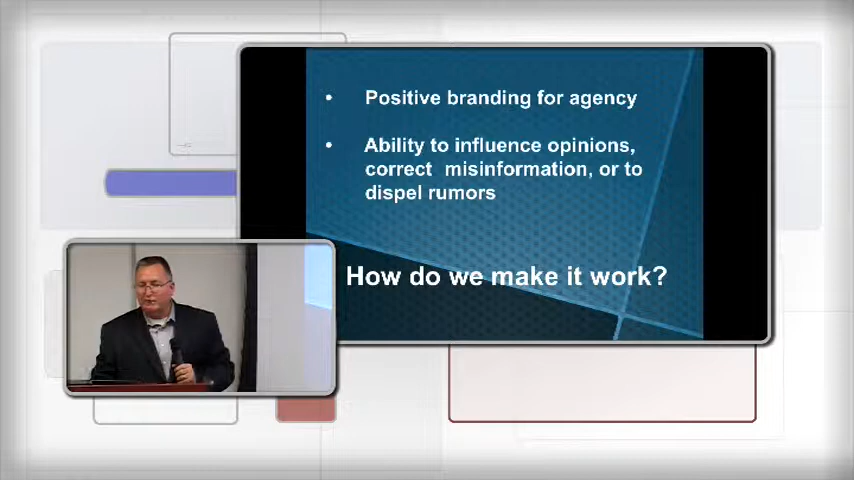 • Positive branding for agency
• Ability to influence opinions,
correct misinformation, or to
dispel rumors
How do we make it work?